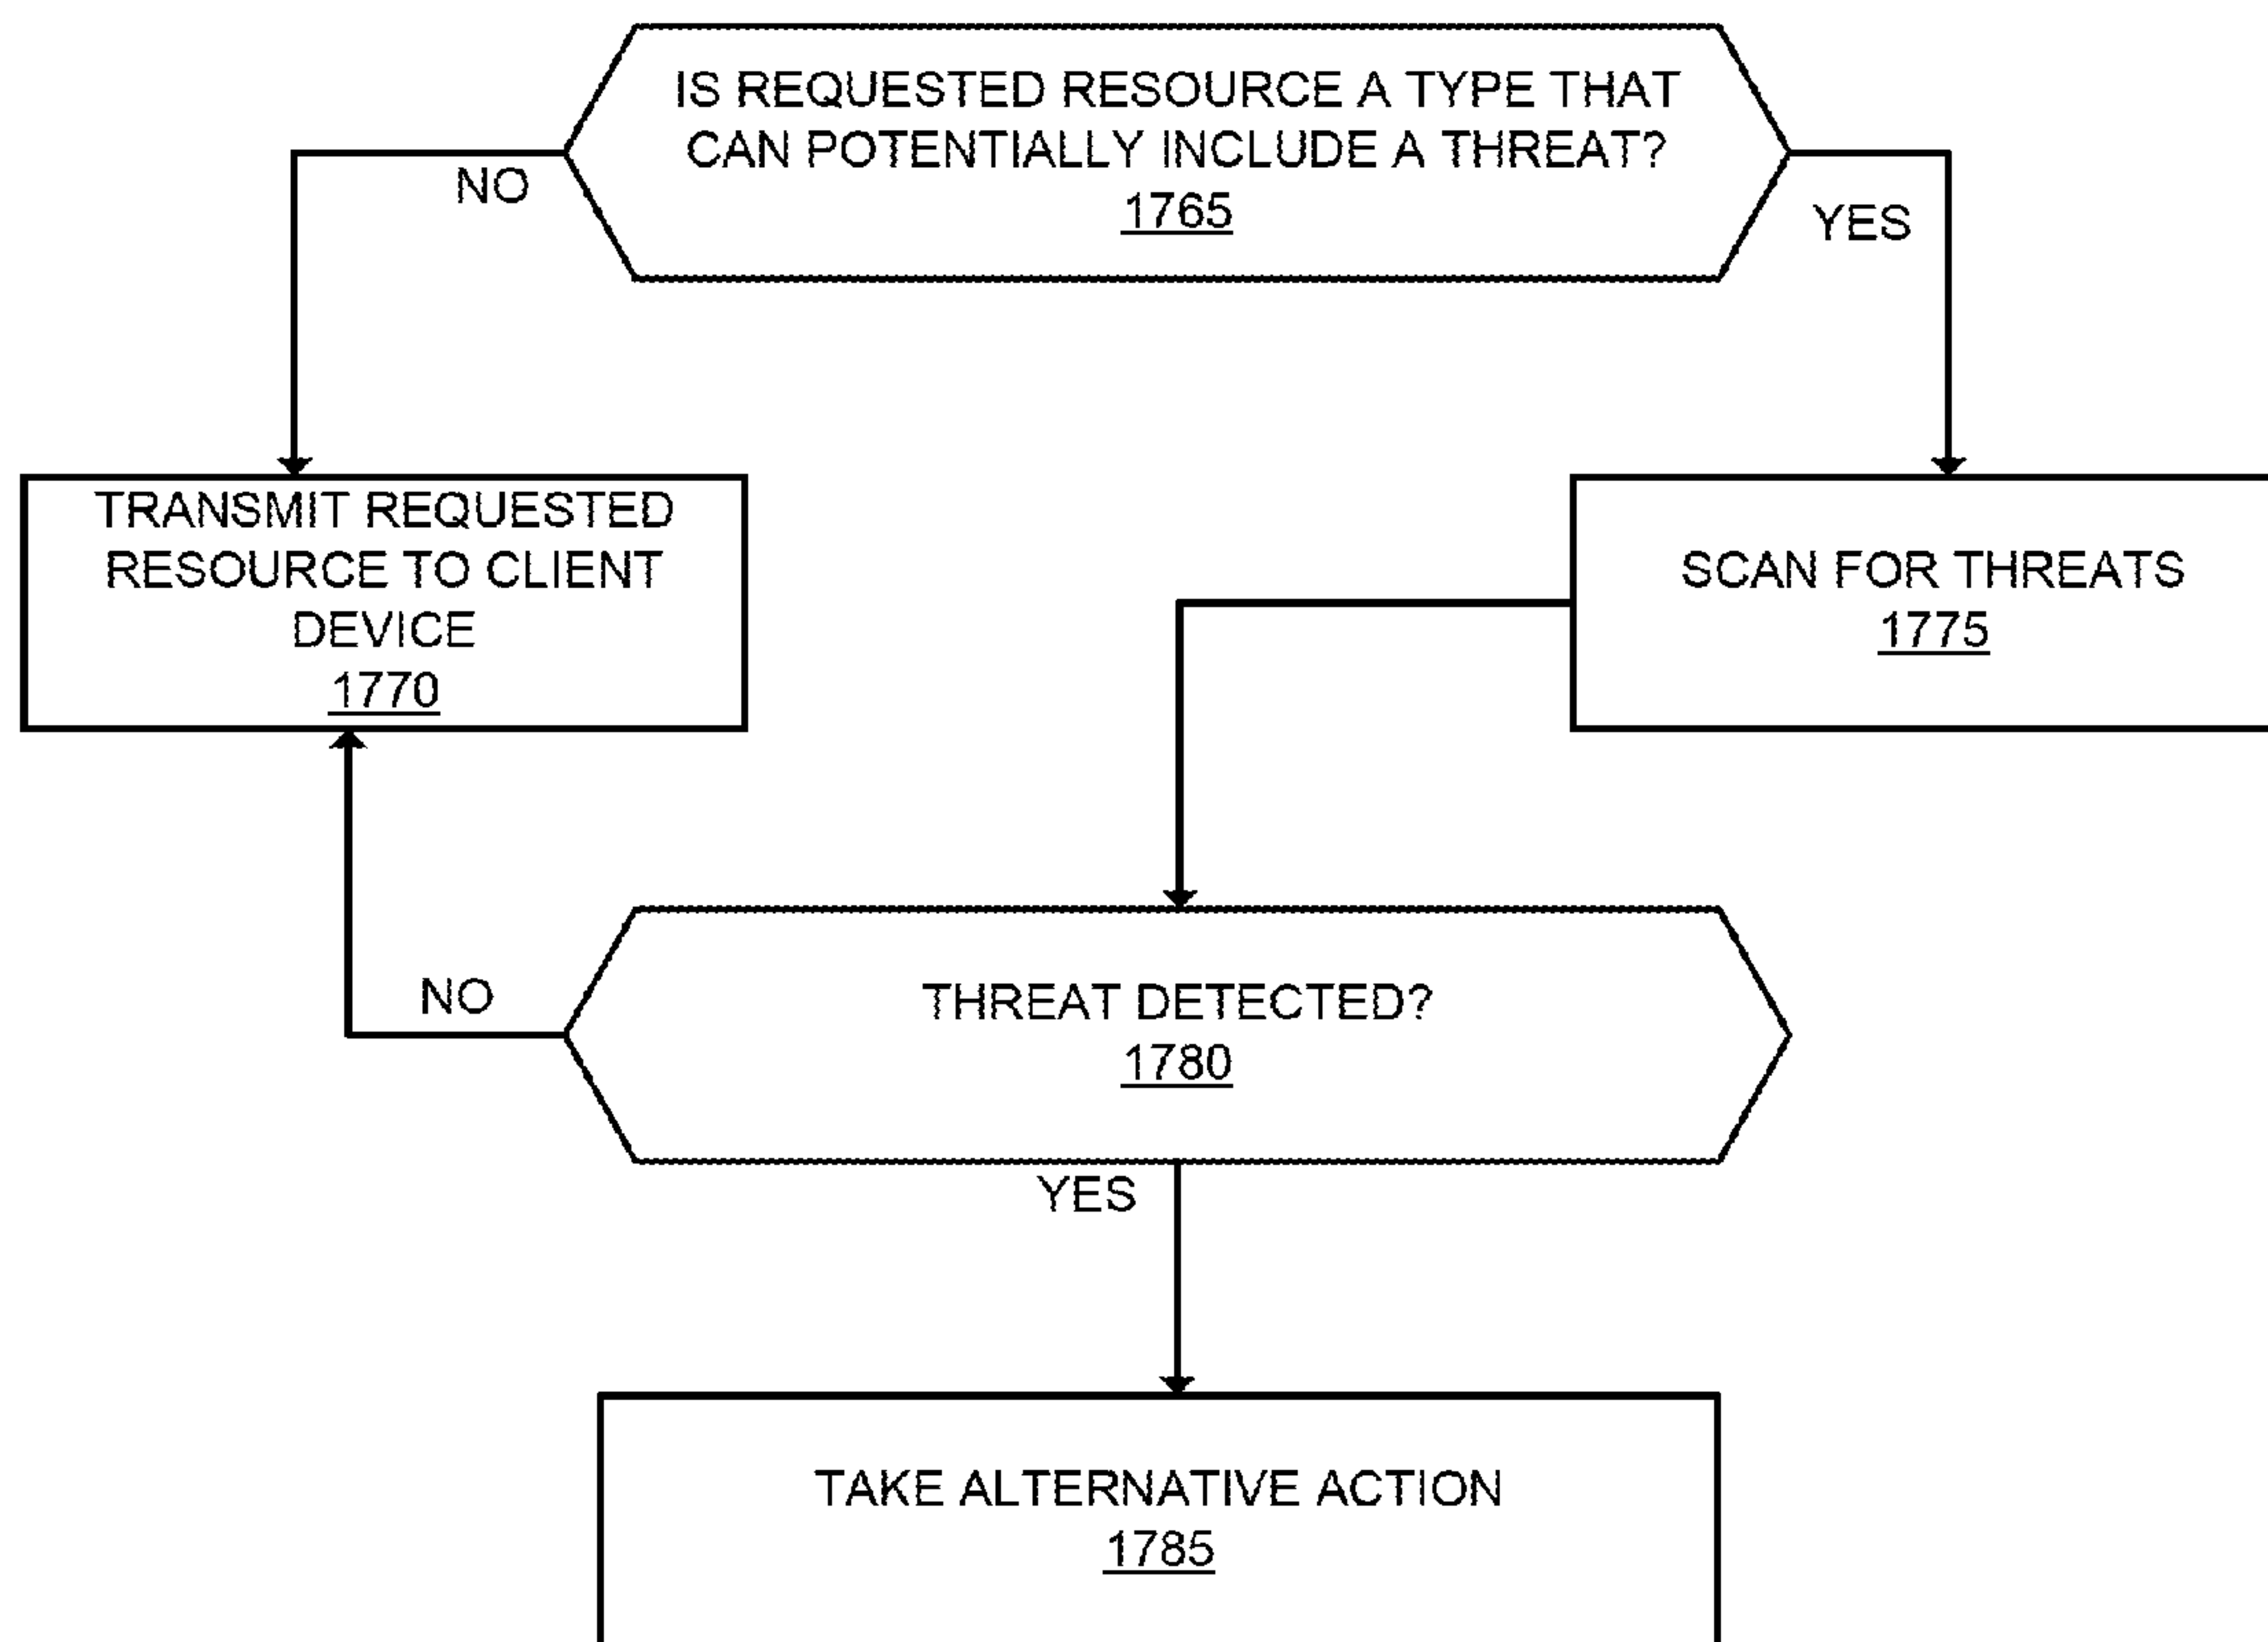 IS REQUESTED RESOURCE A TYPE THAT
CAN POTENTIALLY INCLUDE A THREAT?
1765
NO
YES
TRANSMIT REQUESTED
RESOURCE TO CLIENT
DEVICE
1770
SCAN FOR THREATS
1775
NO
THREAT DETECTED?
1780
YES
TAKE ALTERNATIVE ACTION
1785